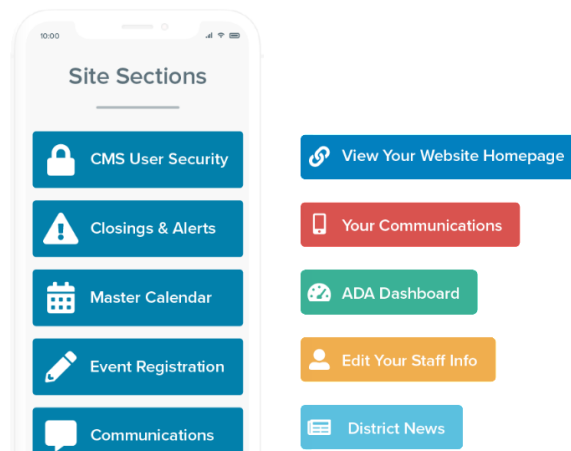 10:00
Site Sections
CMS User Security
Closings & Alerts
Master Calendar
Event Registration
Communications
View Your Website Homepage
Your Communications
ADA Dashboard
Edit Your Staff Info
District News